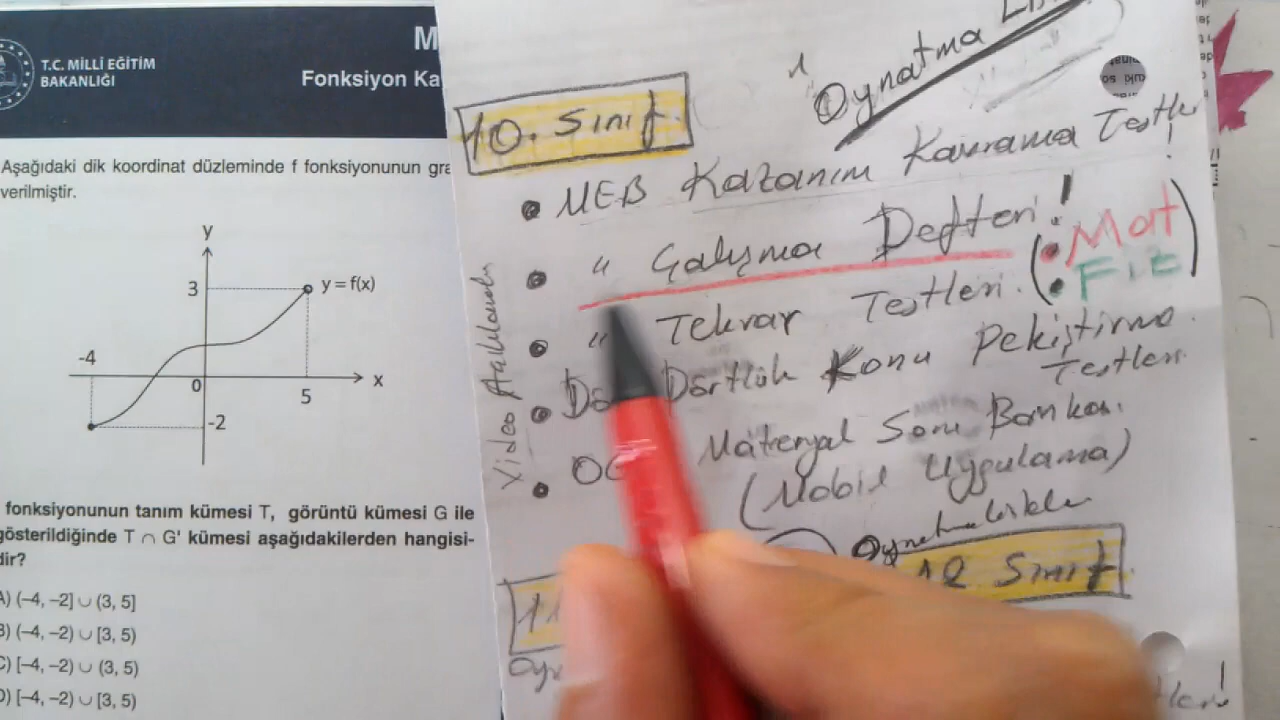 T.C. MİLLİ EĞİTİM
BAKANLIĞI
M
Fonksiyon Ka
Aşağıdaki dik koordinat düzleminde f fonksiyonunun gra
verilmiştir.
y
3
y = f(x)
-4
0
5
x
-2
fonksiyonunun tanım kümesi T, görüntü kümesi G ile
gösterildiğinde T ∩ G' kümesi aşağıdakilerden hangisi-
dir?
A) (–4, –2] ∪ (3, 5]
B) (–4, –2) ∪ [3, 5)
C) [–4, –2) ∪ (3, 5)
D) [–4, –2) ∪ [3, 5)
Oynatma
10. Sınıf
• MEB Kazanım Kavrama Testle
!
• " Çalışma Defteri! (• Mat
• Fiz)
• " Tekrar Testleri.
• Dörtlük Konu Pekiştirme
Testleri
• Materyal Soru Bankası.
(Mobil Uygulama)
Video Açıklamalı
12 Sınıf